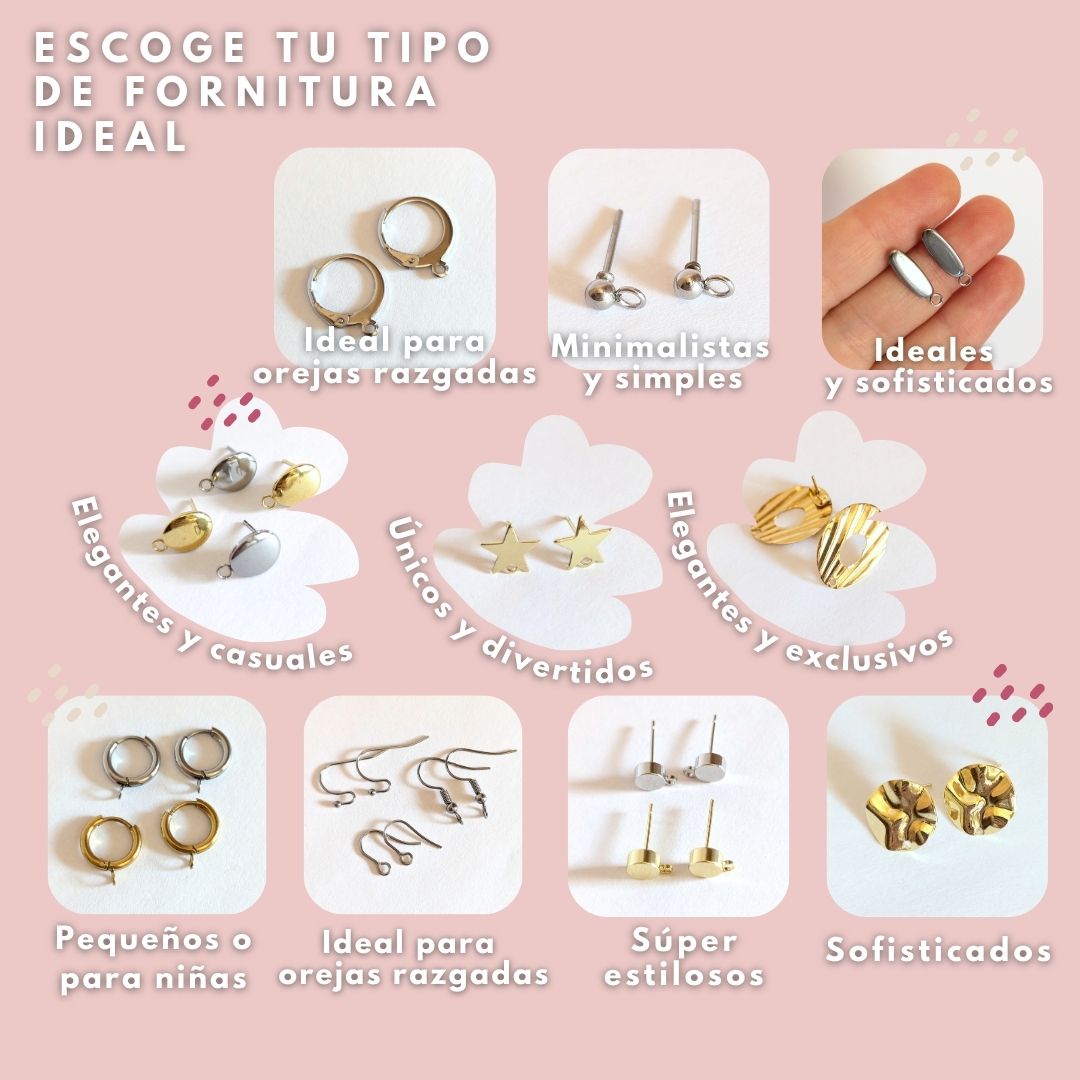 ESCOGE TU TIPO
DE FORNITURA
IDEAL
Ideal para
orejas razgadas
Minimalistas
y simples
Ideales
y sofisticados
Elegantes y casuales
Únicos y divertidos
Elegantes y exclusivos
Pequeños o
para niñas
Ideal para
orejas razgadas
Súper
estilosos
Sofisticados